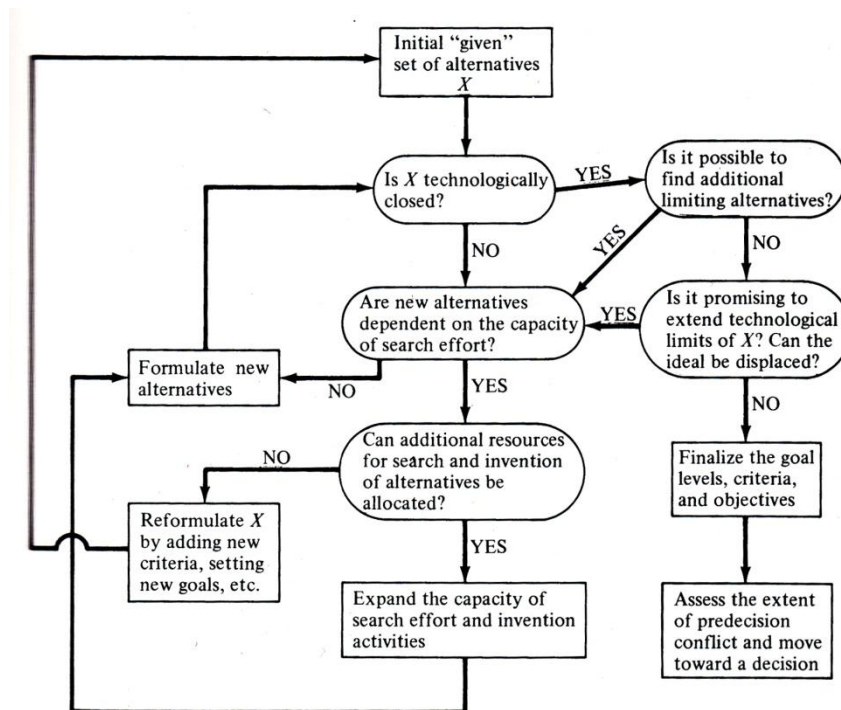 Initial “given”
set of alternatives
X
Is X technologically
closed?
YES
Is it possible to
find additional
limiting alternatives?
NO
YES
NO
Are new alternatives
dependent on the capacity
of search effort?
YES
Is it promising to
extend technological
limits of X? Can the
ideal be displaced?
Formulate new
alternatives
NO
YES
NO
Can additional resources
for search and invention
of alternatives be
allocated?
NO
Finalize the goal
levels, criteria,
and objectives
Reformulate X
by adding new
criteria, setting
new goals, etc.
YES
Expand the capacity of
search effort and invention
activities
Assess the extent
of predecision
conflict and move
toward a decision